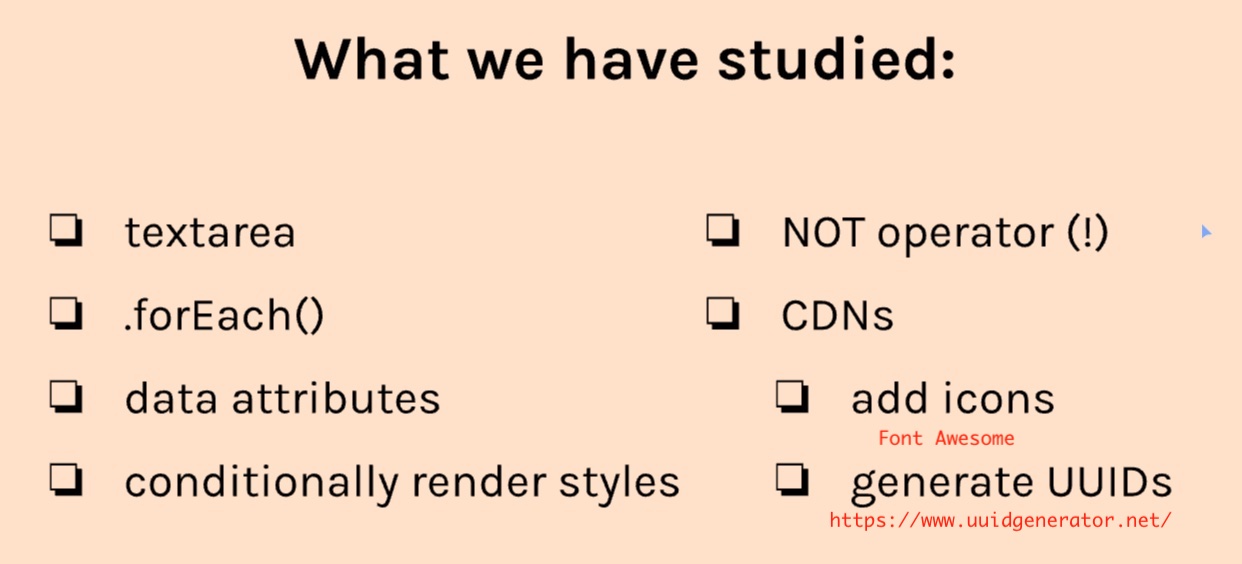 What we have studied:
textarea
.forEach()
data attributes
conditionally render styles
NOT operator (!)
CDNs
add icons
Font Awesome
generate UUIDs
https://www.uuidgenerator.net/